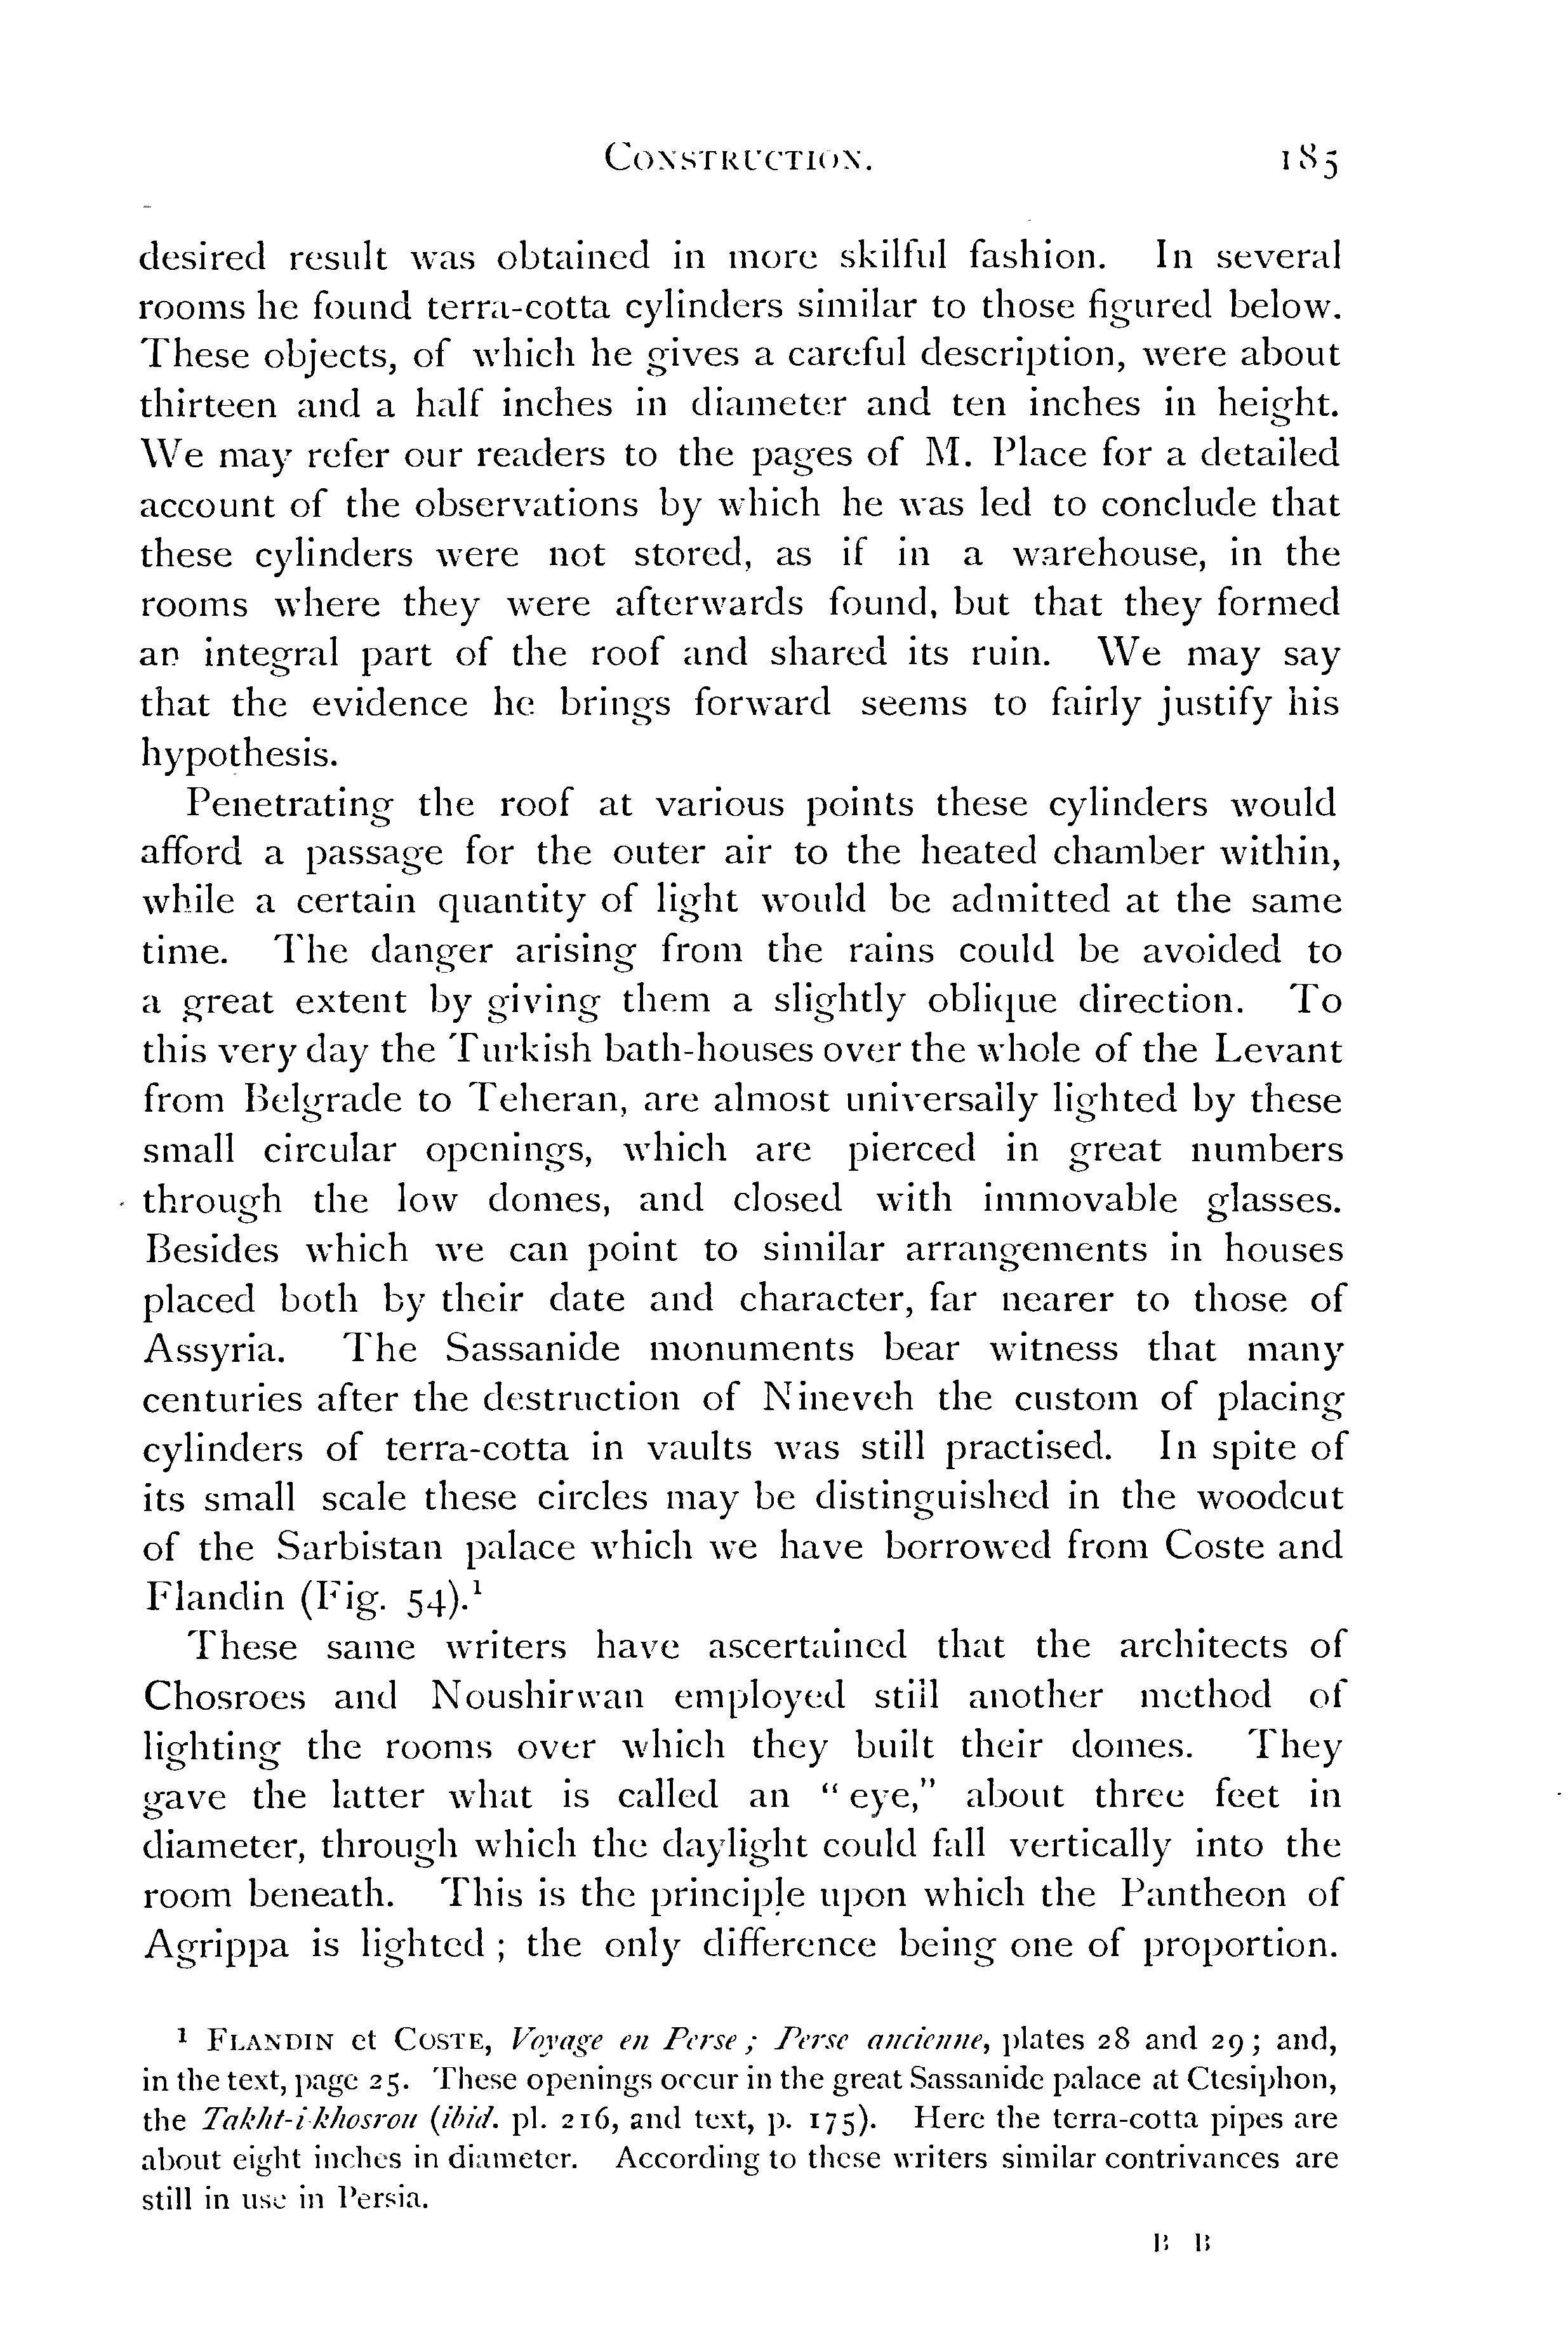 CONSTRUCTION. 185
desired result was obtained in more skilful fashion. In several
rooms he found terra-cotta cylinders similar to those figured below.
These objects, of which he gives a careful description, were about
thirteen and a half inches in diameter and ten inches in height.
We may refer our readers to the pages of M. Place for a detailed
account of the observations by which he was led to conclude that
these cylinders were not stored, as if in a warehouse, in the
rooms where they were afterwards found, but that they formed
an integral part of the roof and shared its ruin. We may say
that the evidence he brings forward seems to fairly justify his
hypothesis.
Penetrating the roof at various points these cylinders would
afford a passage for the outer air to the heated chamber within,
while a certain quantity of light would be admitted at the same
time. The danger arising from the rains could be avoided to
a great extent by giving them a slightly oblique direction. To
this very day the Turkish bath-houses over the whole of the Levant
from Belgrade to Teheran, are almost universally lighted by these
small circular openings, which are pierced in great numbers
through the low domes, and closed with immovable glasses.
Besides which we can point to similar arrangements in houses
placed both by their date and character, far nearer to those of
Assyria. The Sassanide monuments bear witness that many
centuries after the destruction of Nineveh the custom of placing
cylinders of terra-cotta in vaults was still practised. In spite of
its small scale these circles may be distinguished in the woodcut
of the Sarbistan palace which we have borrowed from Coste and
Flandin (Fig. 54).¹
These same writers have ascertained that the architects of
Chosroes and Noushirwan employed still another method of
lighting the rooms over which they built their domes. They
gave the latter what is called an “eye,” about three feet in
diameter, through which the daylight could fall vertically into the
room beneath. This is the principle upon which the Pantheon of
Agrippa is lighted ; the only difference being one of proportion.
¹ FLANDIN et COSTE, Voyage en Perse ; Perse ancienne, plates 28 and 29 ; and,
in the text, page 25. These openings occur in the great Sassanide palace at Ctesiphon,
the Takht-i-khosrou (ibid. pl. 216, and text, p. 175). Here the terra-cotta pipes are
about eight inches in diameter. According to these writers similar contrivances are
still in use in Persia.
B B